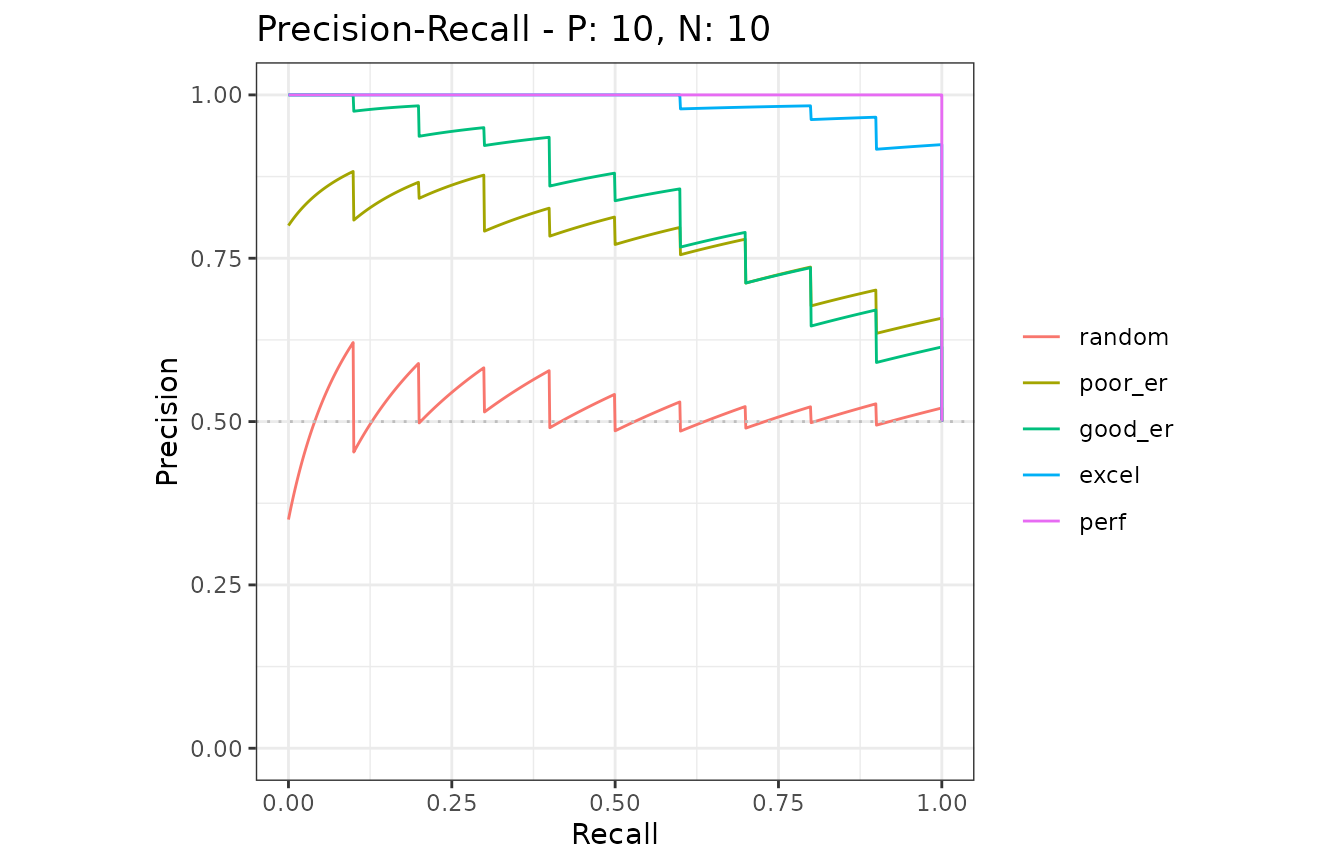 Precision-Recall - P: 10, N: 10
Precision
1.00
0.75
0.50
0.25
0.00
0.00 0.25 0.50 0.75 1.00
Recall
random
poor_er
good_er
excel
perf